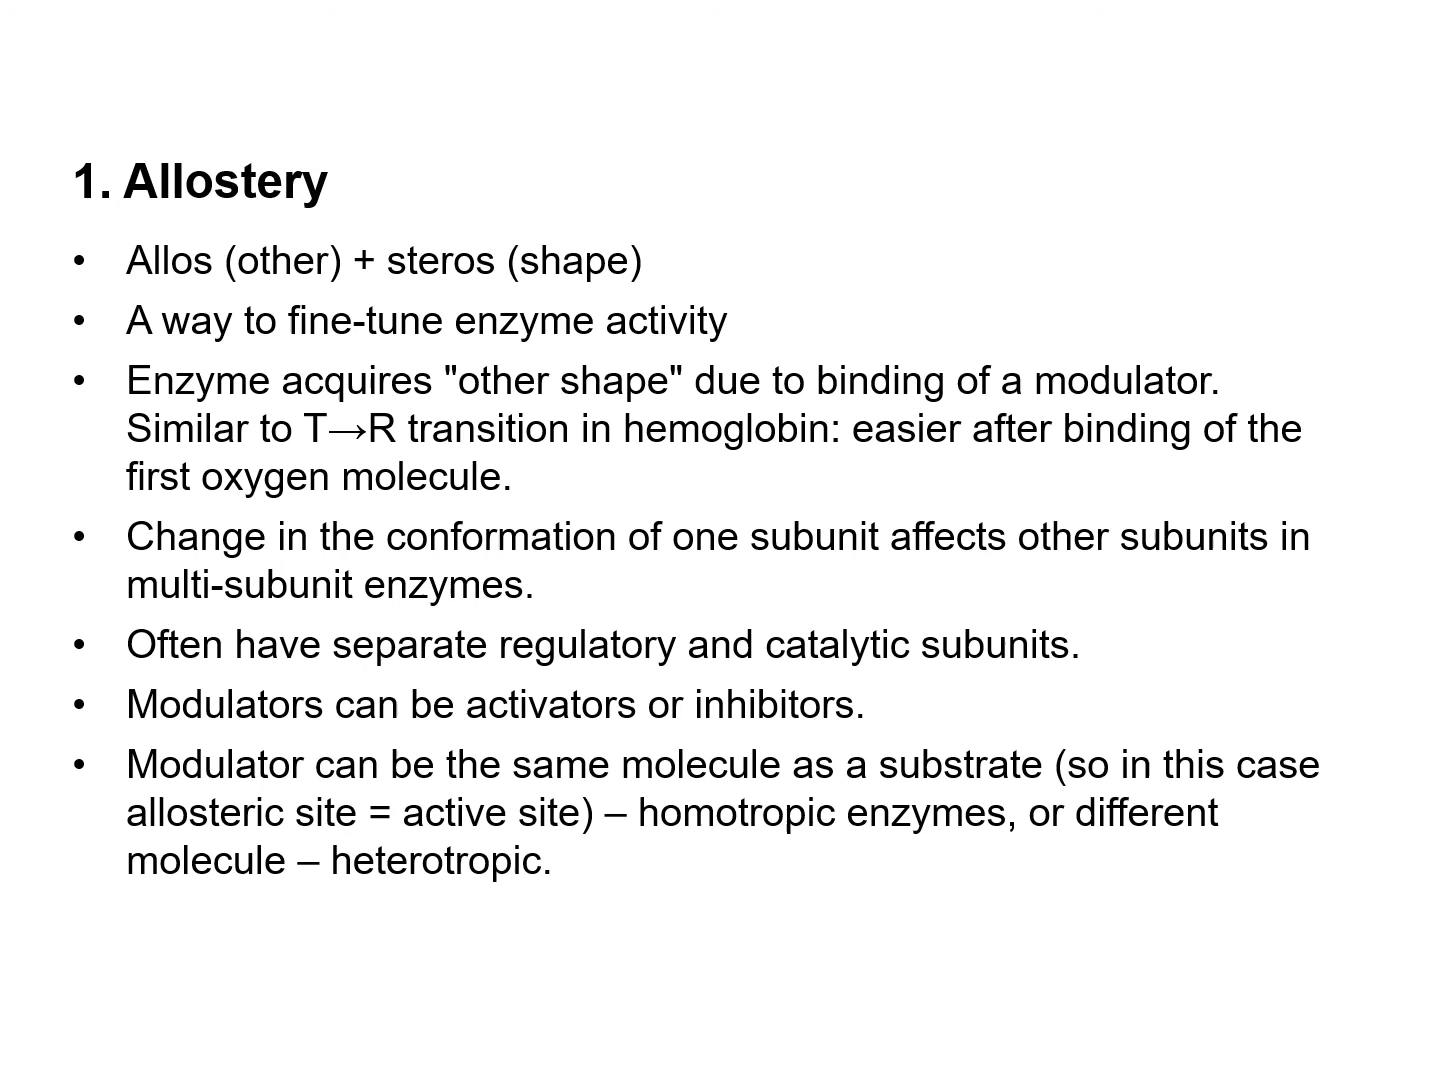 1. Allostery
• Allos (other) + steros (shape)
• A way to fine-tune enzyme activity
• Enzyme acquires "other shape" due to binding of a modulator.
Similar to T→R transition in hemoglobin: easier after binding of the
first oxygen molecule.
• Change in the conformation of one subunit affects other subunits in
multi-subunit enzymes.
• Often have separate regulatory and catalytic subunits.
• Modulators can be activators or inhibitors.
• Modulator can be the same molecule as a substrate (so in this case
allosteric site = active site) – homotropic enzymes, or different
molecule – heterotropic.